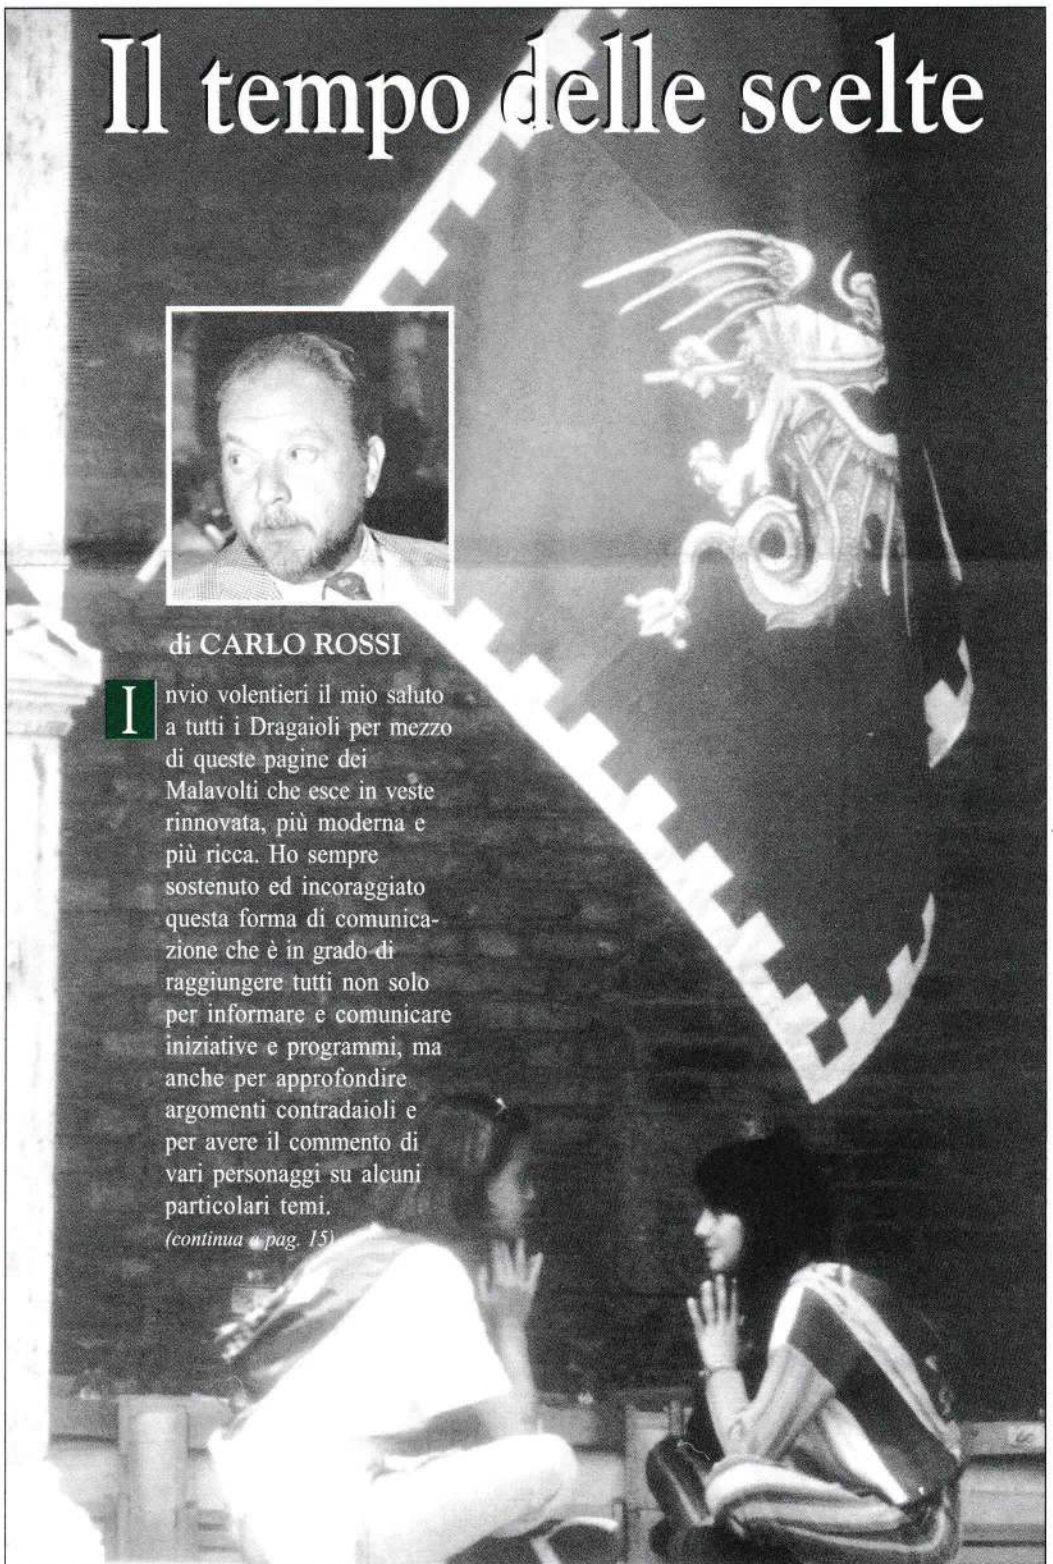 Il tempo delle scelte
di CARLO ROSSI
Invio volentieri il mio saluto
a tutti i Dragaioli per mezzo
di queste pagine dei
Malavolti che esce in veste
rinnovata, più moderna e
più ricca. Ho sempre
sostenuto ed incoraggiato
questa forma di comunica-
zione che è in grado di
raggiungere tutti non solo
per informare e comunicare
iniziative e programmi, ma
anche per approfondire
argomenti contradaioli e
per avere il commento di
vari personaggi su alcuni
particolari temi.
(continua a pag. 15)